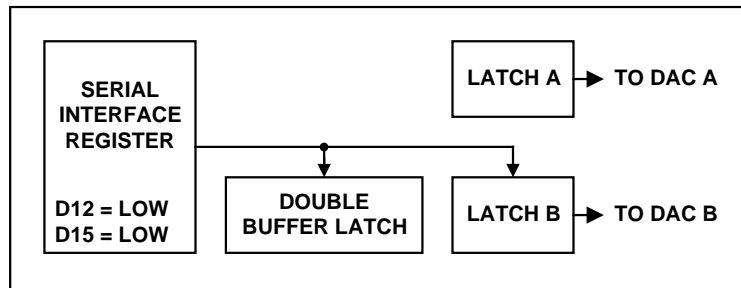 SERIAL
INTERFACE
REGISTER
D12 = LOW
D15 = LOW
DOUBLE
BUFFER LATCH
LATCH A
TO DAC A
LATCH B
TO DAC B